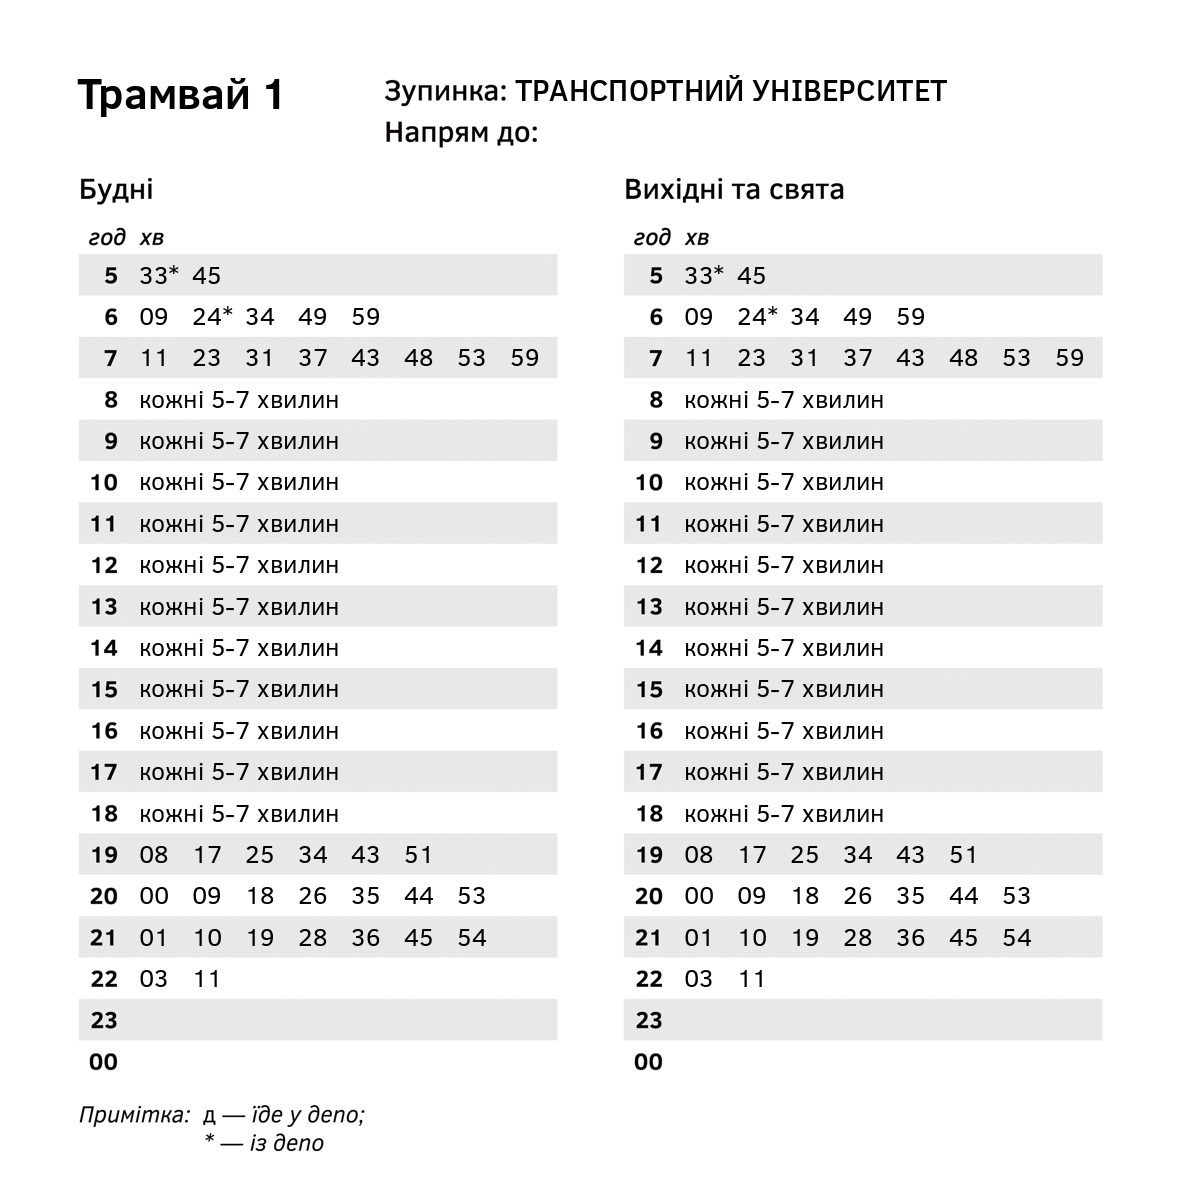 Трамвай 1
Зупинка: ТРАНСПОРТНИЙ УНІВЕРСИТЕТ
Напрям до:
Будні
год хв
5 33* 45
6 09 24* 34 49 59
7 11 23 31 37 43 48 53 59
8 кожні 5-7 хвилин
9 кожні 5-7 хвилин
10 кожні 5-7 хвилин
11 кожні 5-7 хвилин
12 кожні 5-7 хвилин
13 кожні 5-7 хвилин
14 кожні 5-7 хвилин
15 кожні 5-7 хвилин
16 кожні 5-7 хвилин
17 кожні 5-7 хвилин
18 кожні 5-7 хвилин
19 08 17 25 34 43 51
20 00 09 18 26 35 44 53
21 01 10 19 28 36 45 54
22 03 11
23
00
Вихідні та свята
год хв
5 33* 45
6 09 24* 34 49 59
7 11 23 31 37 43 48 53 59
8 кожні 5-7 хвилин
9 кожні 5-7 хвилин
10 кожні 5-7 хвилин
11 кожні 5-7 хвилин
12 кожні 5-7 хвилин
13 кожні 5-7 хвилин
14 кожні 5-7 хвилин
15 кожні 5-7 хвилин
16 кожні 5-7 хвилин
17 кожні 5-7 хвилин
18 кожні 5-7 хвилин
19 08 17 25 34 43 51
20 00 09 18 26 35 44 53
21 01 10 19 28 36 45 54
22 03 11
23
00
Примітка: д — їде у депо;
* — із депо